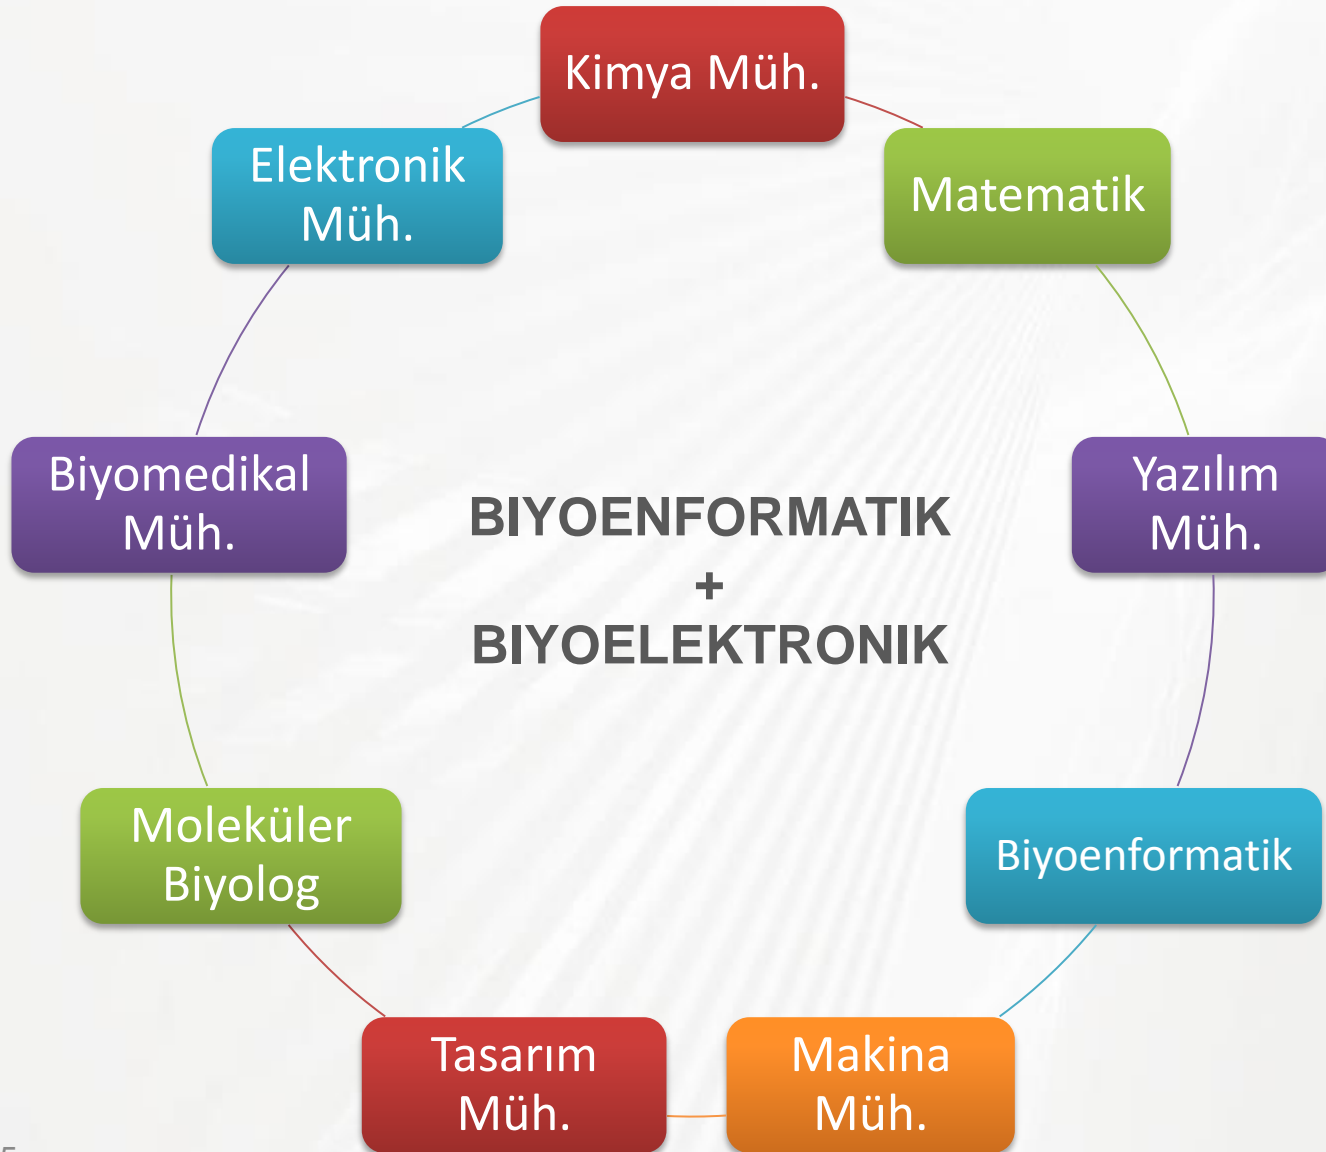 Kimya Müh.
Matematik
Yazılım
Müh.
Biyoenformatik
Makina
Müh.
Tasarım
Müh.
Moleküler
Biyolog
Biyomedikal
Müh.
Elektronik
Müh.
BIYOENFORMATIK
+
BIYOELEKTRONIK